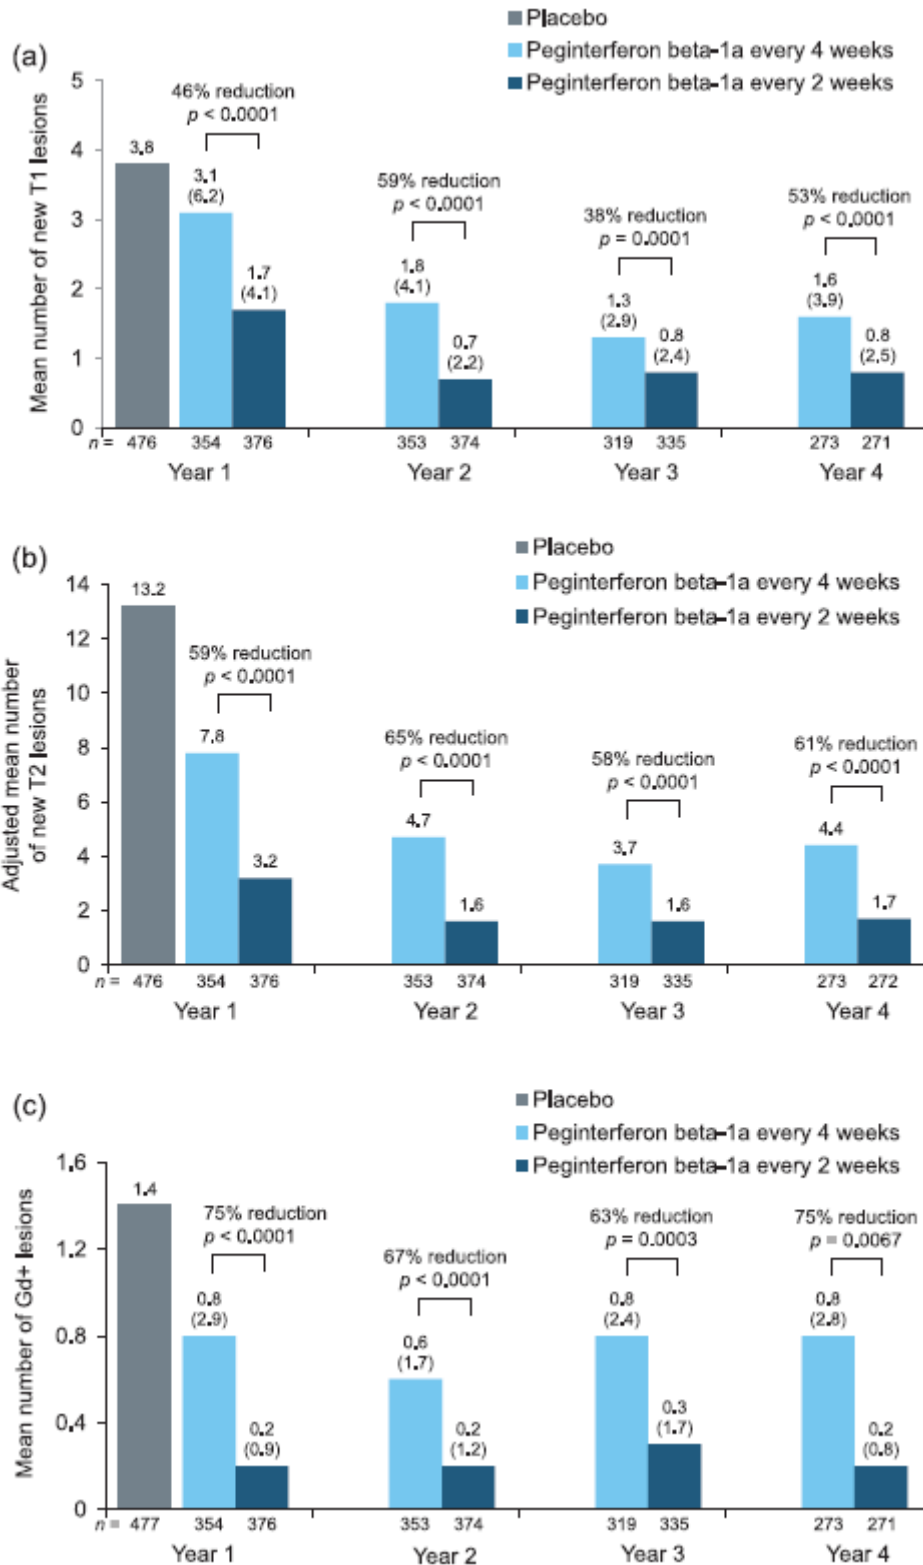 (a)
Placebo
Peginterferon beta-1a every 4 weeks
Peginterferon beta-1a every 2 weeks
Mean number of new T1 lesions
5
4
3
2
1
0
46% reduction
p < 0.0001
59% reduction
p < 0.0001
38% reduction
p = 0.0001
53% reduction
p < 0.0001
3.8
3.1
(6.2)
1.7
(4.1)
1.8
(4.1)
0.7
(2.2)
1.3
(2.9)
0.8
(2.4)
1.6
(3.9)
0.8
(2.5)
n = 476 354 376 353 374 319 335 273 271
Year 1 Year 2 Year 3 Year 4
(b)
Placebo
Peginterferon beta-1a every 4 weeks
Peginterferon beta-1a every 2 weeks
Adjusted mean number
of new T2 lesions
14
12
10
8
6
4
2
0
59% reduction
p < 0.0001
65% reduction
p < 0.0001
58% reduction
p < 0.0001
61% reduction
p < 0.0001
13.2
7.8
3.2
4.7
1.6
3.7
1.6
4.4
1.7
n = 476 354 376 353 374 319 335 273 272
Year 1 Year 2 Year 3 Year 4
(c)
Placebo
Peginterferon beta-1a every 4 weeks
Peginterferon beta-1a every 2 weeks
Mean number of Gd+ lesions
1.6
1.2
0.8
0.4
0
75% reduction
p < 0.0001
67% reduction
p < 0.0001
63% reduction
p = 0.0003
75% reduction
p = 0.0067
1.4
0.8
(2.9)
0.2
(0.9)
0.6
(1.7)
0.2
(1.2)
0.8
(2.4)
0.3
(1.7)
0.8
(2.8)
0.2
(0.8)
n = 477 354 376 353 374 319 335 273 271
Year 1 Year 2 Year 3 Year 4